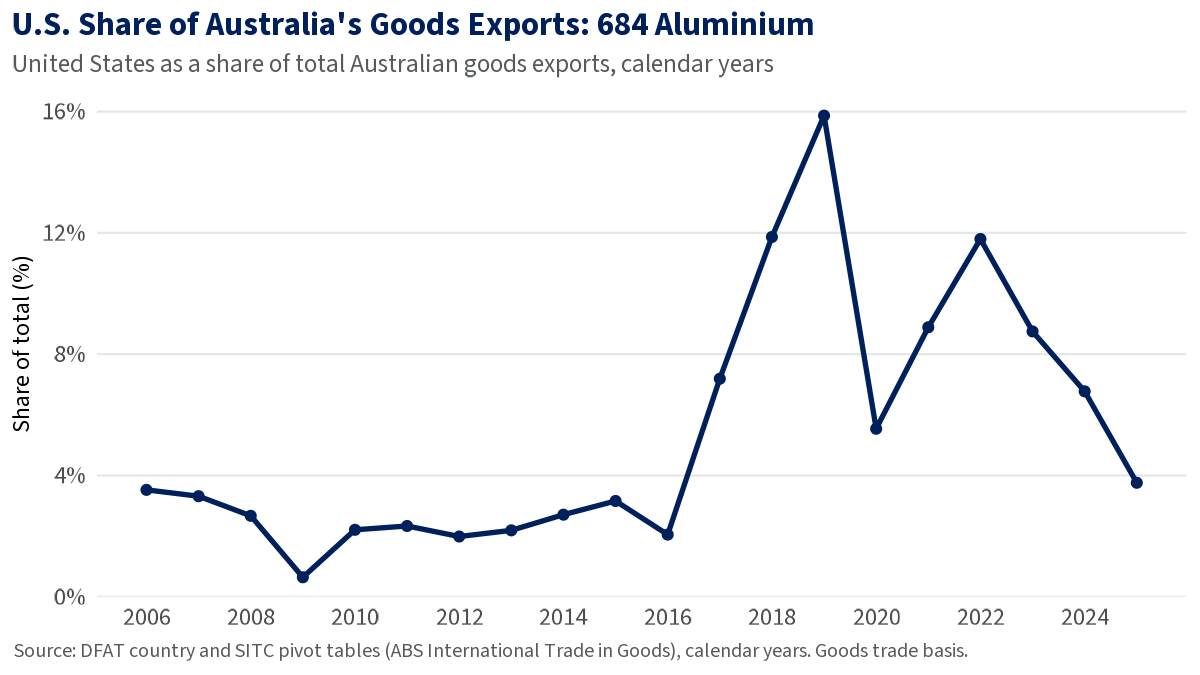 U.S. Share of Australia's Goods Exports: 684 Aluminium
United States as a share of total Australian goods exports, calendar years
Share of total (%)
16%
12%
8%
4%
0%
2006 2008 2010 2012 2014 2016 2018 2020 2022 2024
Source: DFAT country and SITC pivot tables (ABS International Trade in Goods), calendar years. Goods trade basis.